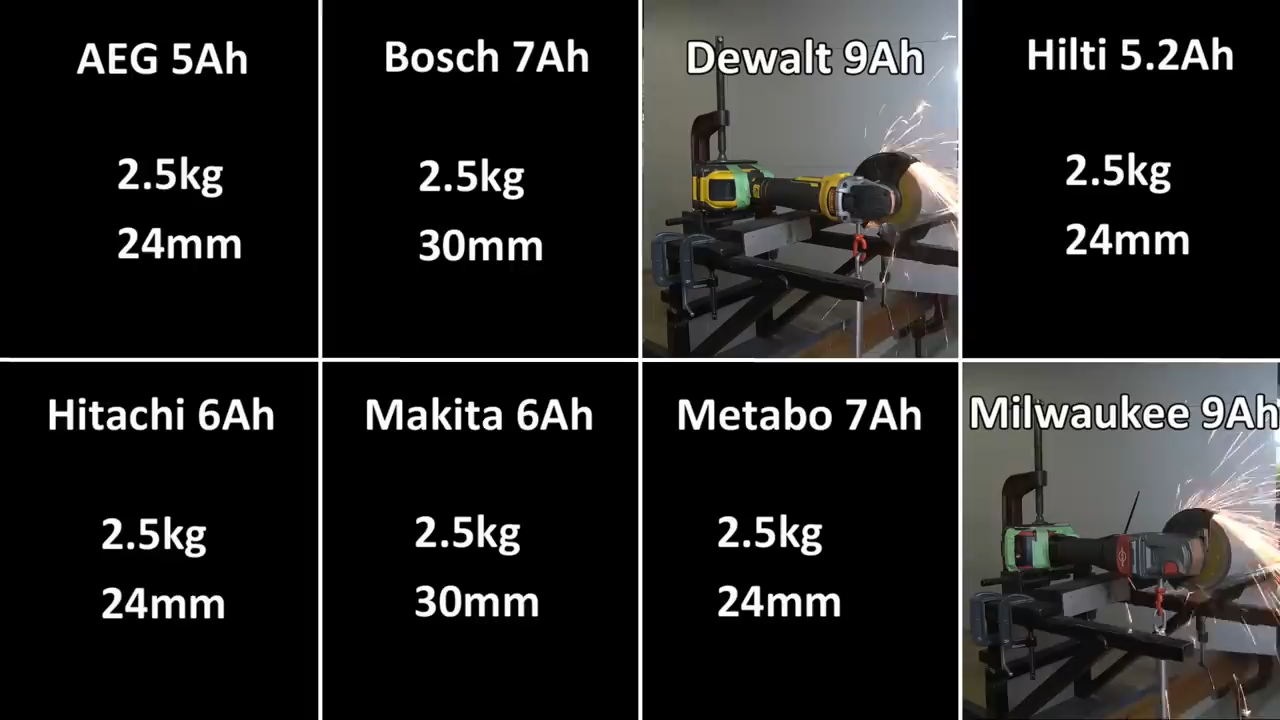 AEG 5Ah
2.5kg
24mm
Bosch 7Ah
2.5kg
30mm
Dewalt 9Ah
Hilti 5.2Ah
2.5kg
24mm
Hitachi 6Ah
2.5kg
24mm
Makita 6Ah
2.5kg
30mm
Metabo 7Ah
2.5kg
24mm
Milwaukee 9Ah